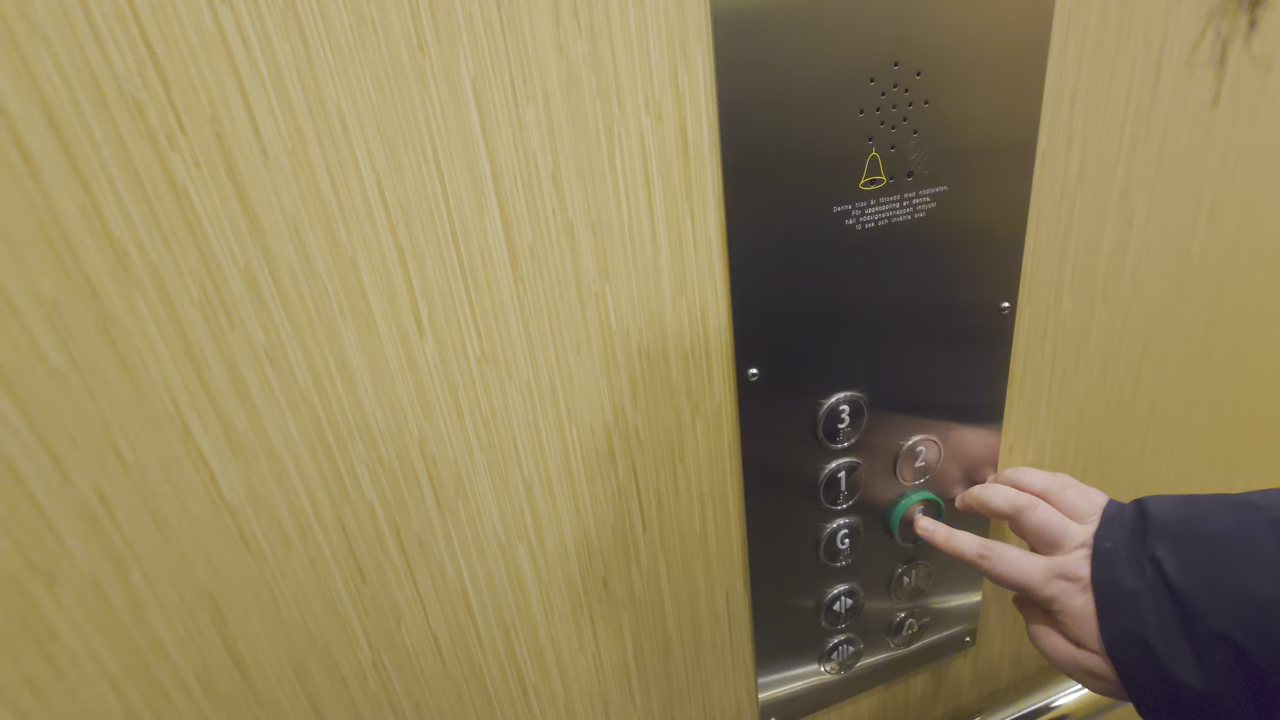 Denna hiss är försedd med nödtelefon.
För uppkoppling av denna,
håll nödsignalsknappen intryckt
10 sek och invänta svar.
3
2
1
G